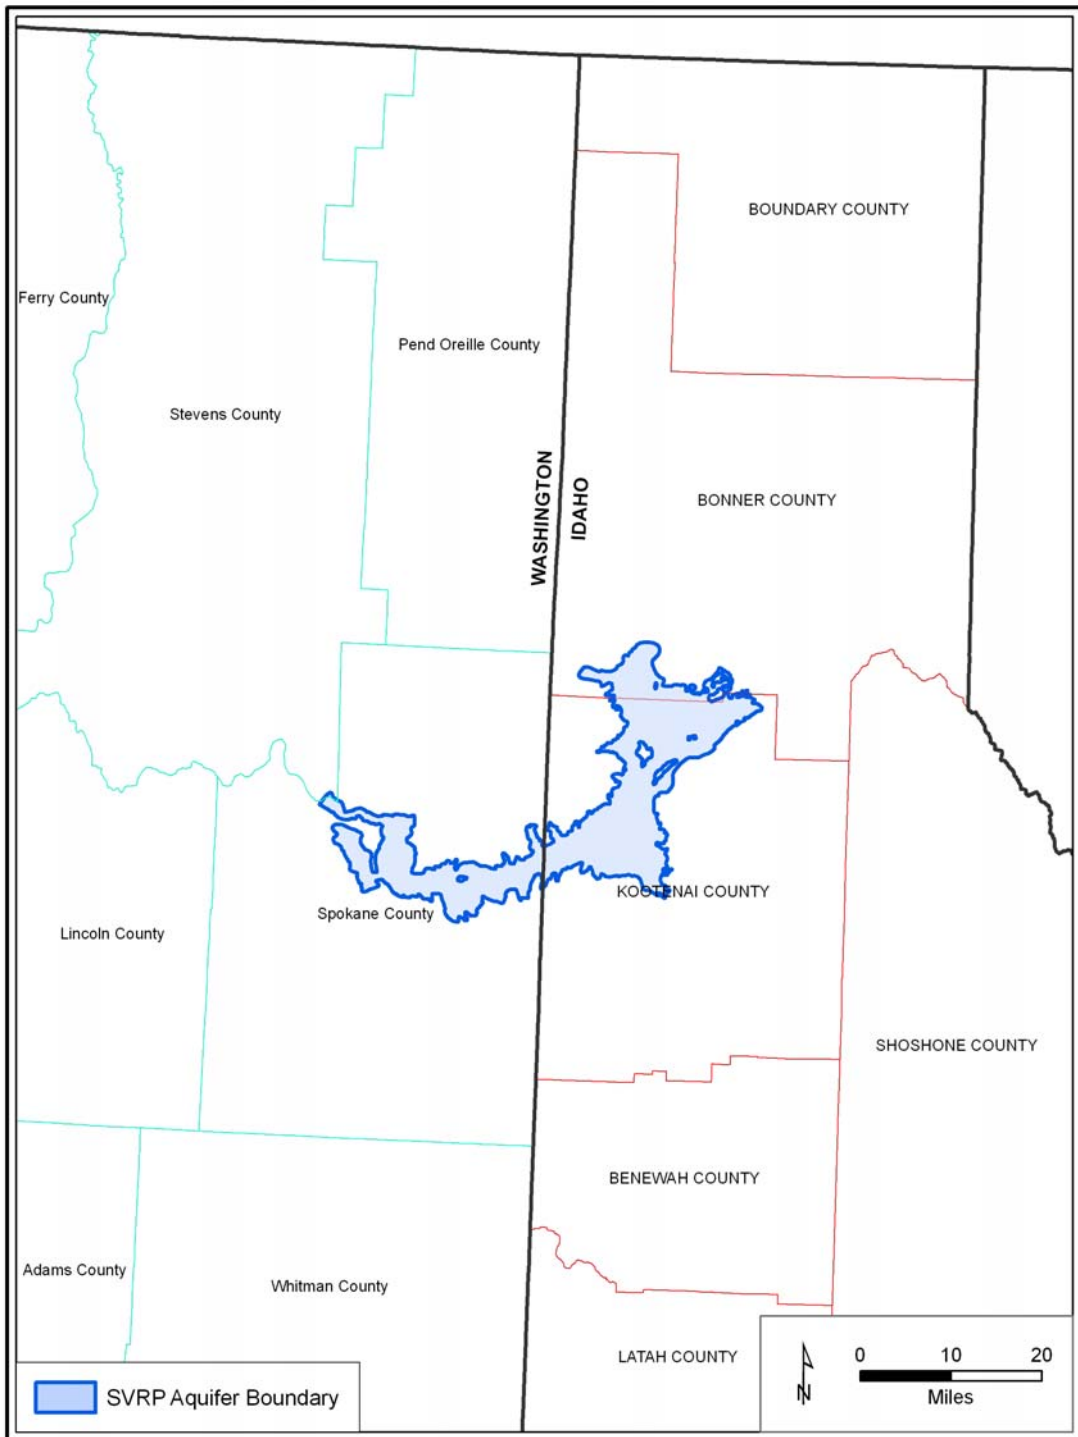 BOUNDARY COUNTY
Ferry County
Pend Oreille County
Stevens County
WASHINGTON
IDAHO
BONNER COUNTY
KOOTENAI COUNTY
Spokane County
Lincoln County
SHOSHONE COUNTY
BENEWAH COUNTY
Adams County
Whitman County
LATAH COUNTY
SVRP Aquifer Boundary
N
0 10 20
Miles